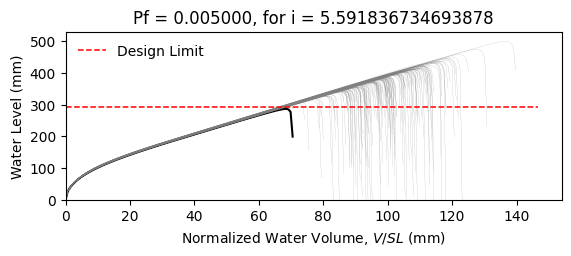 Pf = 0.005000, for i = 5.591836734693878
Design Limit
Water Level (mm)
500
400
300
200
100
0
0 20 40 60 80 100 120 140
Normalized Water Volume, V/SL (mm)